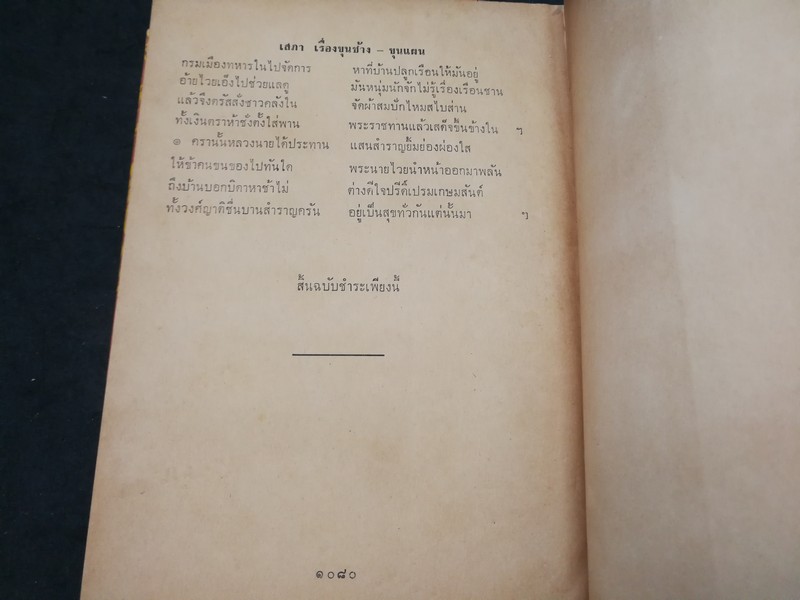 เสภา เรื่องขุนช้าง – ขุนแผน
กรมเมืองทหารในไปจัดการ หาที่บ้านปลูกเรือนให้มันอยู่
อ้ายไวยเอ็งไปช่วยแลดู มันหนุ่มนักจักไม่รู้เรื่องเรือนชาน
แล้วจึงตรัสสั่งชาวคลังใน จัดผ้าสมปักไหมสไบส่าน
ทั้งเงินตราห้าชั่งตั้งใส่พาน พระราชทานแล้วเสด็จขึ้นข้างใน ฯ
๏ ครานั้นหลวงนายได้ประทาน แสนสำราญยิ้มย่องผ่องใส
ให้ข้าคนขนของไปทันใด พระนายไวยนำหน้าออกมาพลัน
ถึงบ้านบอกบิดาหาช้าไม่ ต่างดีใจปรีดิ์เปรมเกษมสันต์
ทั้งวงศ์ญาติชื่นบานสำราญครัน อยู่เป็นสุขทั่วกันแต่นั้นมา ฯ
สิ้นฉบับชำระเพียงนี้
๑๐๘๐